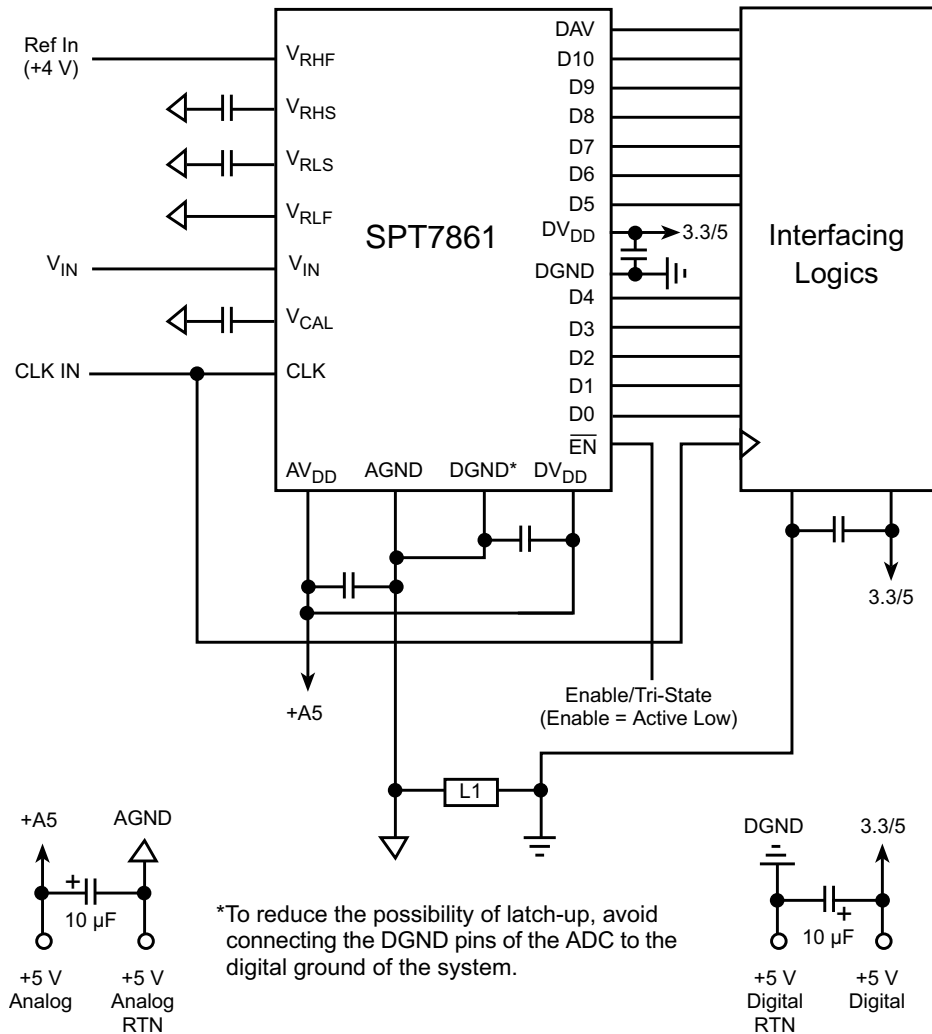 Ref In
(+4 V)
VRHF
VRHS
VRLS
VRLF
VIN
VIN
VCAL
CLK IN
CLK
SPT7861
DAV
D10
D9
D8
D7
D6
D5
DVDD
3.3/5
DGND
D4
D3
D2
D1
D0
EN
AVDD
AGND
DGND*
DVDD
Interfacing
Logics
3.3/5
+A5
Enable/Tri-State
(Enable = Active Low)
L1
+A5
AGND
+
10 µF
+5 V
Analog
+5 V
Analog
RTN
*To reduce the possibility of latch-up, avoid
connecting the DGND pins of the ADC to the
digital ground of the system.
DGND
3.3/5
10 µF
+
+5 V
Digital
RTN
+5 V
Digital